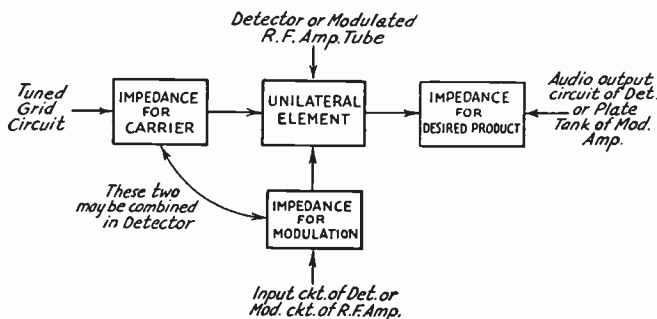 Detector or Modulated
R.F. Amp. Tube
Tuned
Grid
Circuit
IMPEDANCE
FOR
CARRIER
UNILATERAL
ELEMENT
IMPEDANCE
FOR
DESIRED PRODUCT
Audio output
circuit of Det.
or Plate
Tank of Mod.
Amp.
These two
may be combined
in Detector
IMPEDANCE
FOR
MODULATION
Input ckt. of Det. or
Mod. ckt. of R.F. Amp.